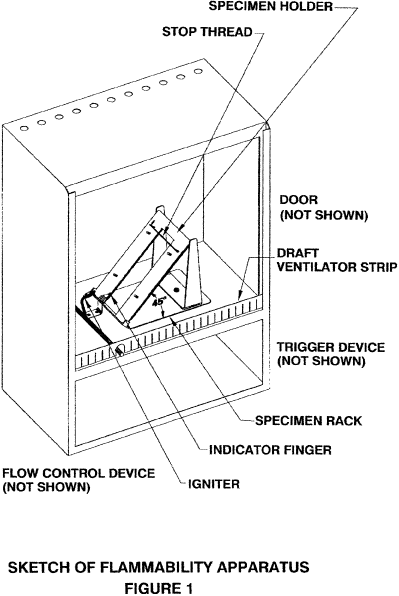 SPECIMEN HOLDER
STOP THREAD
DOOR
(NOT SHOWN)
DRAFT
VENTILATOR STRIP
45°
TRIGGER DEVICE
(NOT SHOWN)
SPECIMEN RACK
INDICATOR FINGER
FLOW CONTROL DEVICE
(NOT SHOWN)
IGNITER
SKETCH OF FLAMMABILITY APPARATUS
FIGURE 1